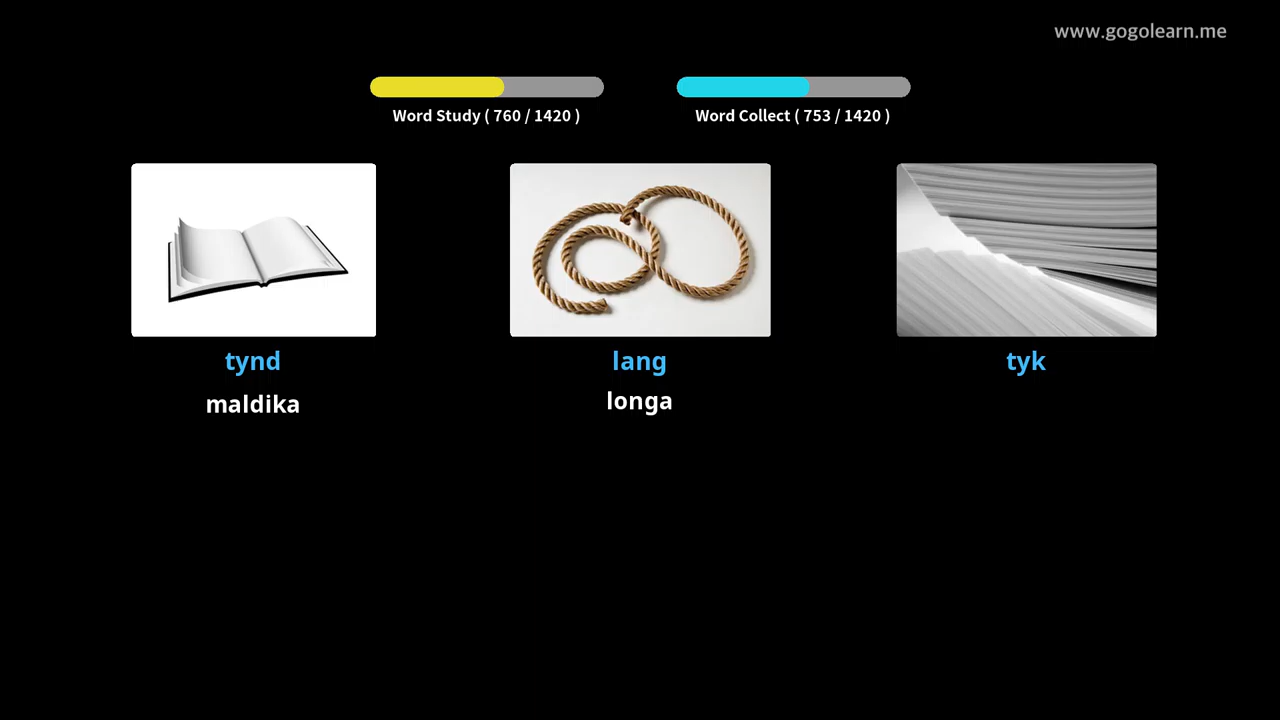 www.gogolearn.me
Word Study ( 760 / 1420 )
Word Collect ( 753 / 1420 )
tynd
lang
tyk
maldika
longa